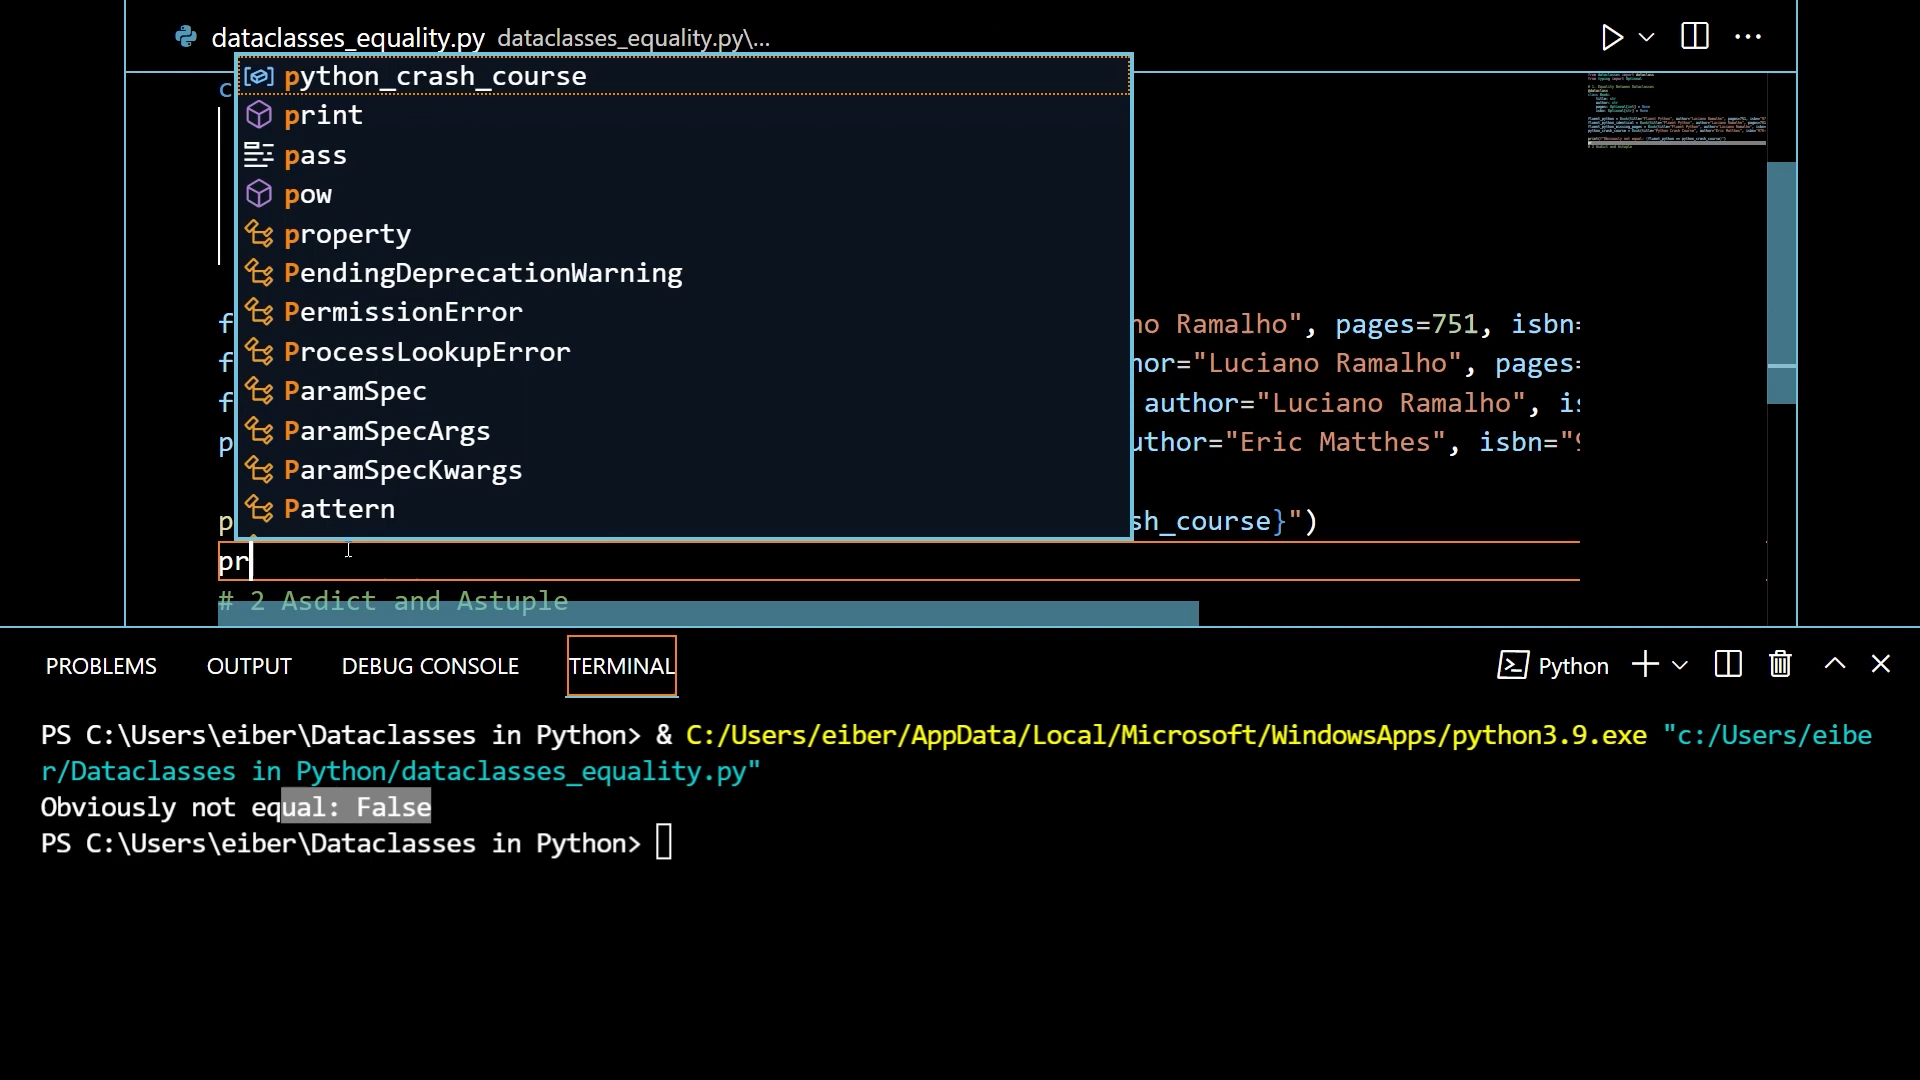 dataclasses_equality.py dataclasses_equality.py\...
c
python_crash_course
print
pass
pow
property
PendingDeprecationWarning
PermissionError
ProcessLookupError
ParamSpec
ParamSpecArgs
ParamSpecKwargs
Pattern
f no Ramalho", pages=751, isbn=
f hor="Luciano Ramalho", pages=
f author="Luciano Ramalho", is
p uthor="Eric Matthes", isbn="9
p sh_course}")
pr
# 2 Asdict and Astuple
PROBLEMS OUTPUT DEBUG CONSOLE TERMINAL Python
PS C:\Users\eiber\Dataclasses in Python> & C:/Users/eiber/AppData/Local/Microsoft/WindowsApps/python3.9.exe "c:/Users/eibe
r/Dataclasses in Python/dataclasses_equality.py"
Obviously not equal: False
PS C:\Users\eiber\Dataclasses in Python>